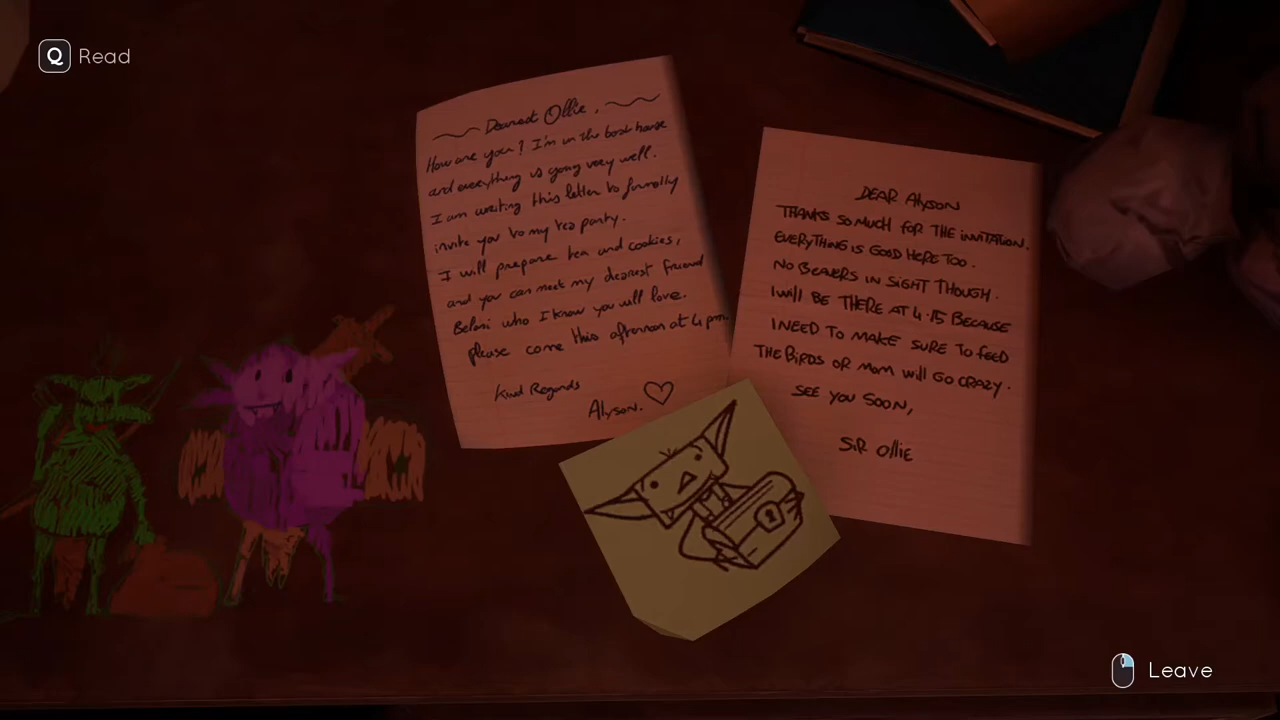 Q Read
Dearest Ollie,
How are you? I'm in the boat house
and everything is going very well.
I am writing this letter to formally
invite you to my tea party.
I will prepare tea and cookies,
and you can meet my dearest friend
Beloni who I know you will love.
please come this afternoon at 4 pm.
Kind Regards
Alyson.
DEAR Alyson
THANKS SO MUCH FOR THE INVITATION.
EVERYTHING IS GOOD HERE TOO.
NO BEAVERS IN SIGHT THOUGH.
I WILL BE THERE AT 4.15 BECAUSE
I NEED TO MAKE SURE TO FEED
THE BIRDS OR MOM WILL GO CRAZY.
SEE YOU SOON,
SIR Ollie
Leave